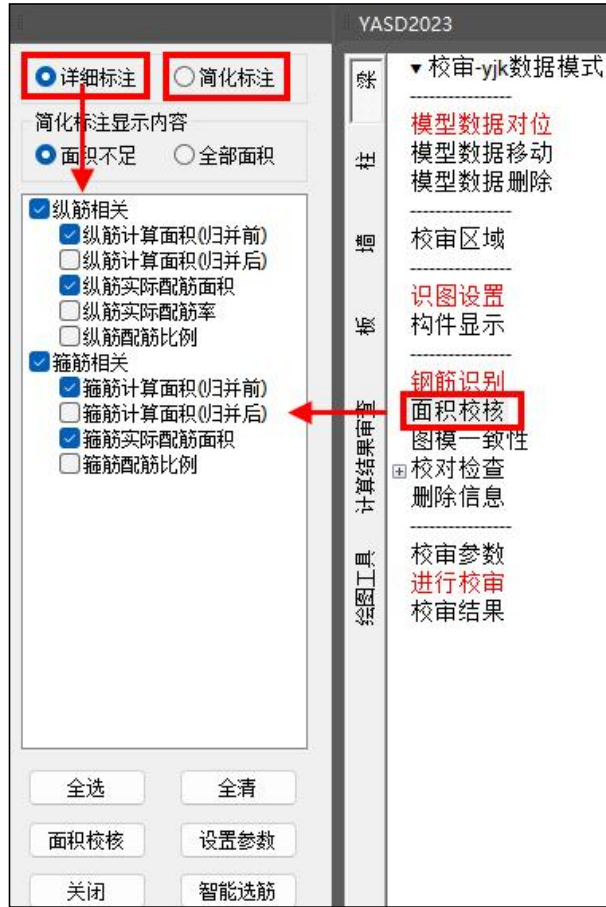 详细标注
简化标注
简化标注显示内容
面积不足
全部面积
纵筋相关
纵筋计算面积(归并前)
纵筋计算面积(归并后)
纵筋实际配筋面积
纵筋实际配筋率
纵筋配筋比例
箍筋相关
箍筋计算面积(归并前)
箍筋计算面积(归并后)
箍筋实际配筋面积
箍筋配筋比例
全选
全清
面积校核
设置参数
关闭
智能选筋
YASD2023
梁
柱
墙
板
计算结果审查
绘图工具
▼校审-yjk数据模式
---------------
模型数据对位
模型数据移动
模型数据删除
---------------
校审区域
---------------
识图设置
构件显示
---------------
钢筋识别
面积校核
图模一致性
校对检查
删除信息
---------------
校审参数
进行校审
校审结果